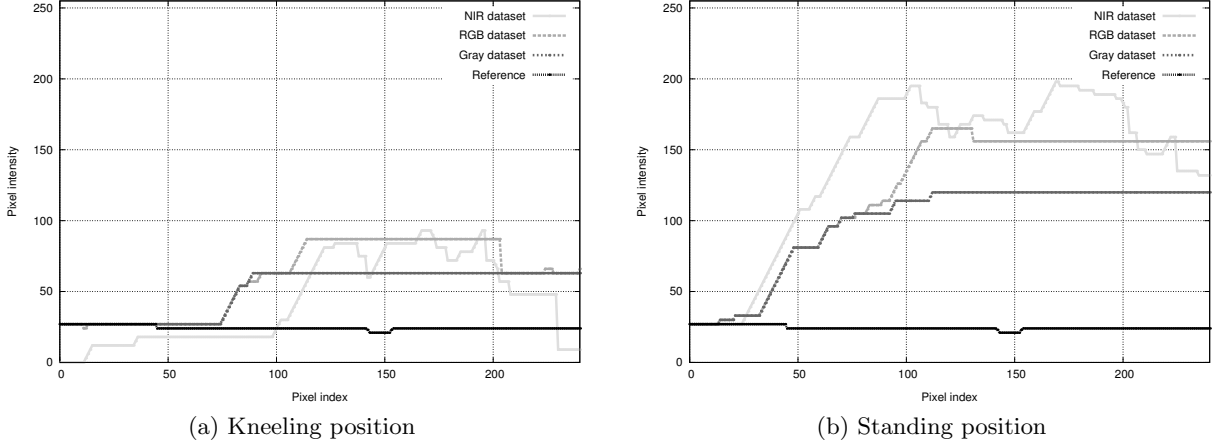 250
200
150
100
50
0
Pixel intensity
0 50 100 150 200
Pixel index
NIR dataset
RGB dataset
Gray dataset
Reference
(a) Kneeling position
250
200
150
100
50
0
Pixel intensity
0 50 100 150 200
Pixel index
NIR dataset
RGB dataset
Gray dataset
Reference
(b) Standing position